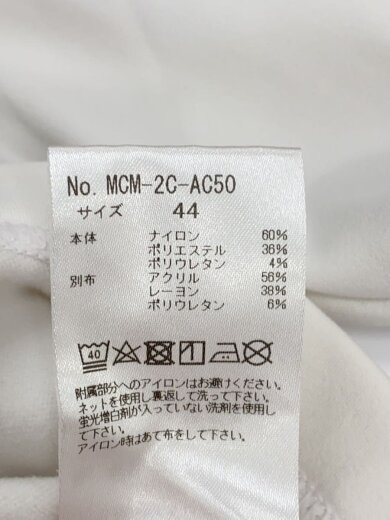 No. MCM-2C-AC50
サイズ 44
本体 ナイロン 60%
ポリエステル 36%
ポリウレタン 4%
別布 アクリル 56%
レーヨン 38%
ポリウレタン 6%
40
附属部分へのアイロンはお避けください。
ネットを使用し裏返して洗って下さい。
蛍光増白剤が入っていない洗剤を使用し
て下さい。
アイロン時はあて布をして下さい。